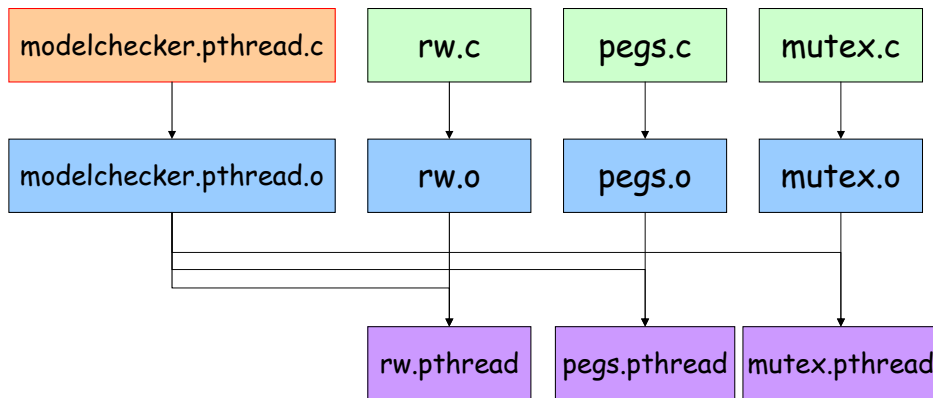 modelchecker.pthread.c
rw.c
pegs.c
mutex.c
modelchecker.pthread.o
rw.o
pegs.o
mutex.o
rw.pthread
pegs.pthread
mutex.pthread